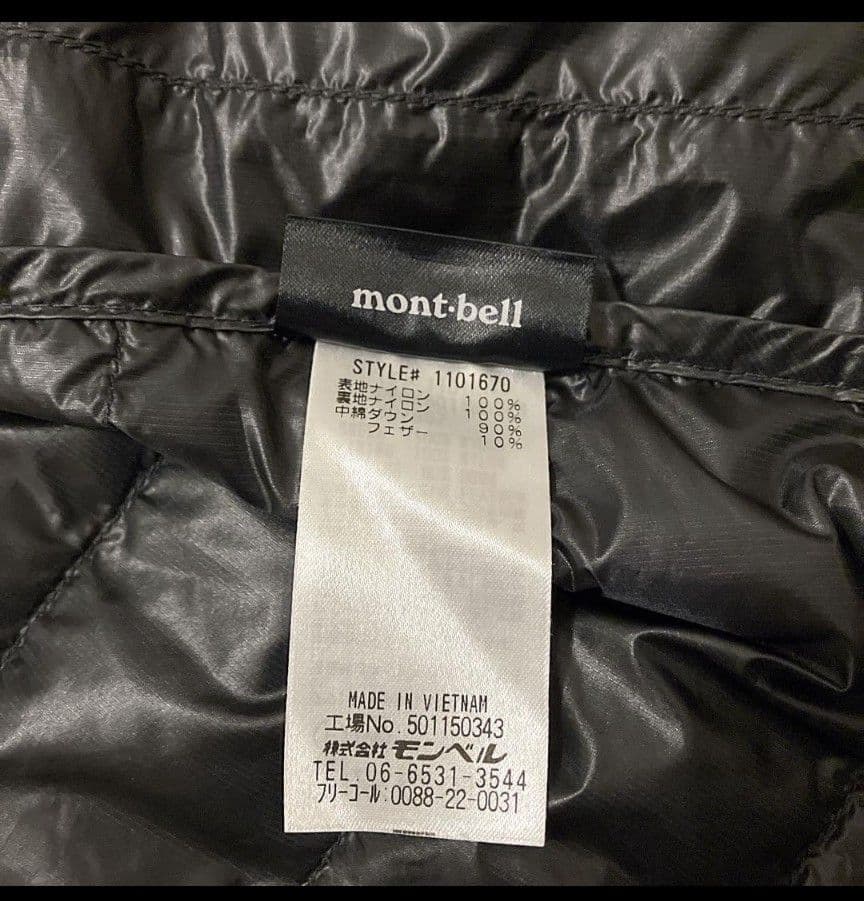 mont-bell
STYLE# 1101670
表地ナイロン 100%
裏地ナイロン 100%
中綿ダウン 90%
フェザー 10%
MADE IN VIETNAM
工場No.501150343
株式会社 モンベル
TEL.06-6531-3544
フリーコール:0088-22-0031